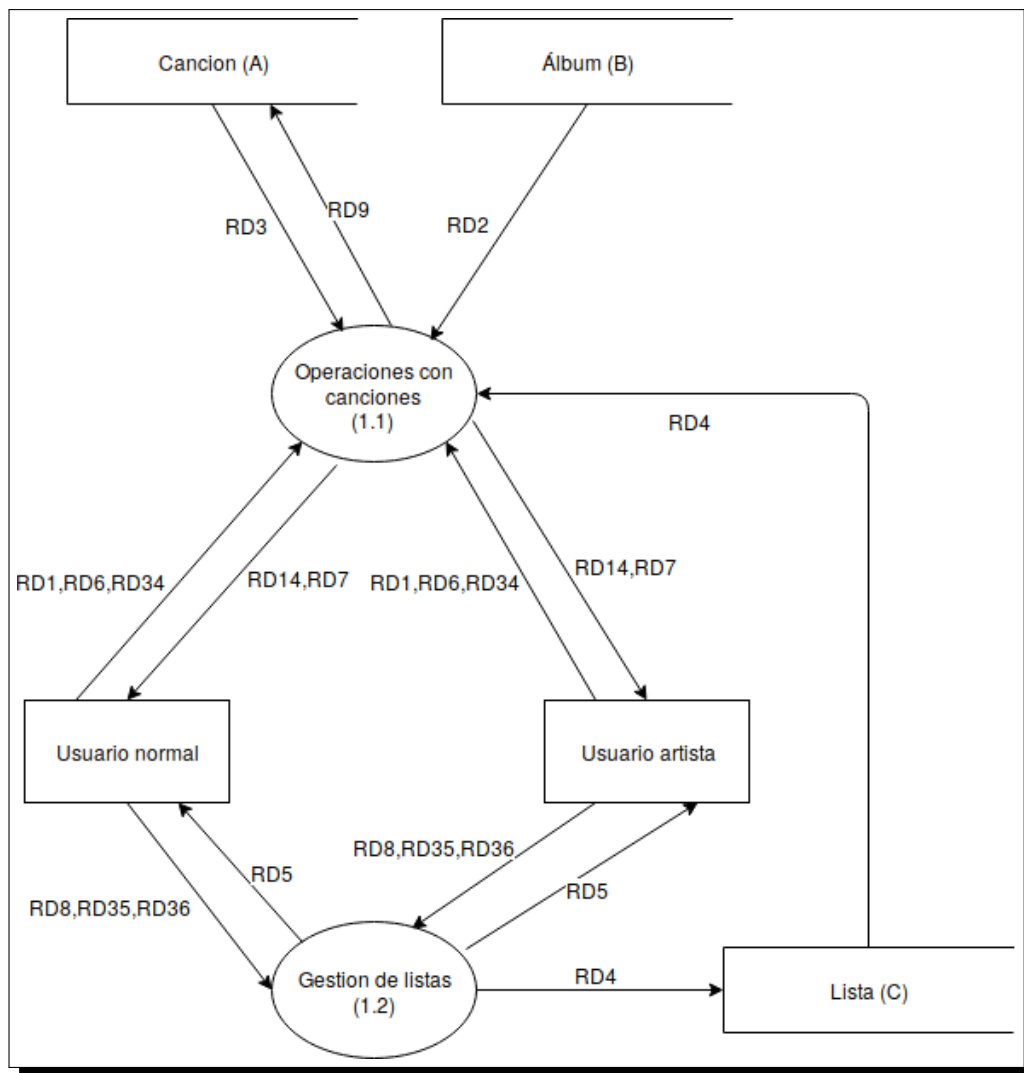 Cancion (A)
Álbum (B)
RD3
RD9
RD2
Operaciones con
canciones
(1.1)
RD4
RD1,RD6,RD34
RD14,RD7
RD1,RD6,RD34
RD14,RD7
Usuario normal
Usuario artista
RD8,RD35,RD36
RD5
RD8,RD35,RD36
RD5
Gestion de listas
(1.2)
RD4
Lista (C)